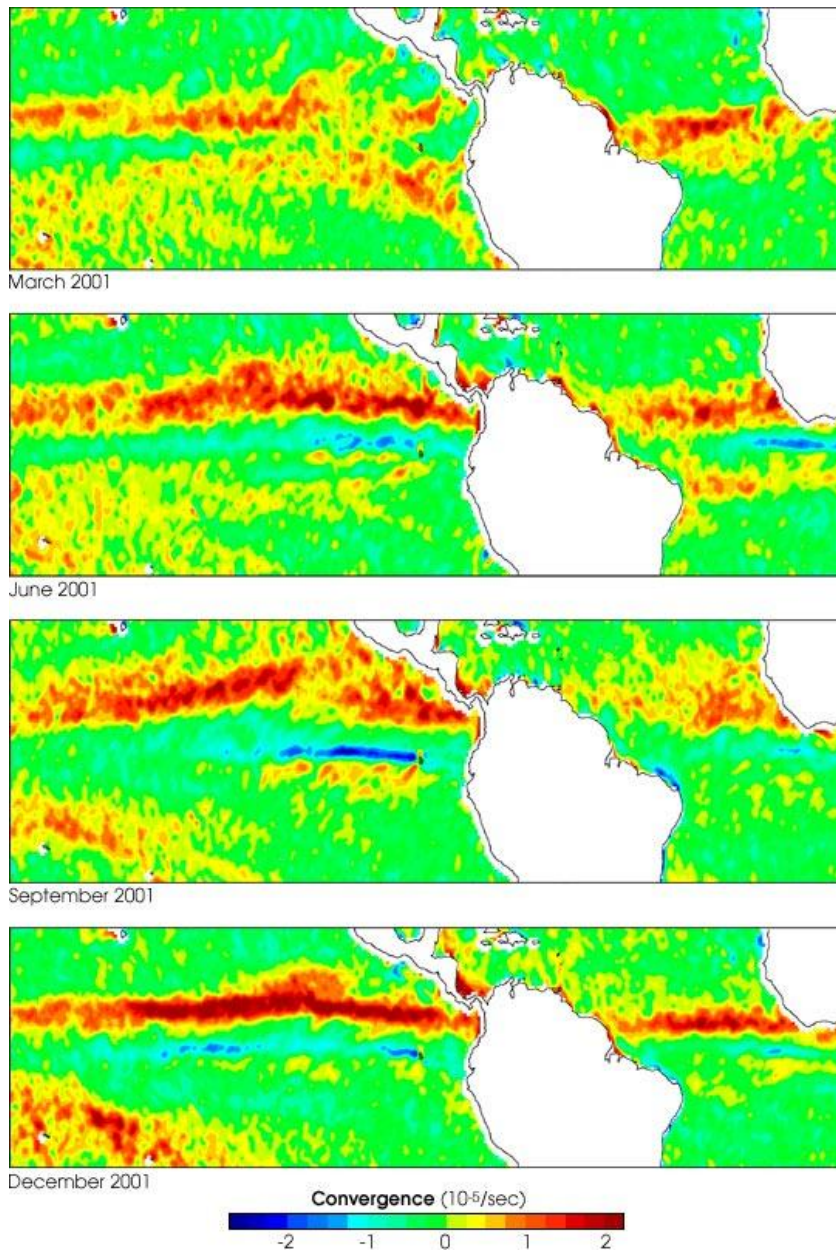 March 2001
June 2001
September 2001
December 2001
Convergence (10-5/sec)
-2 -1 0 1 2